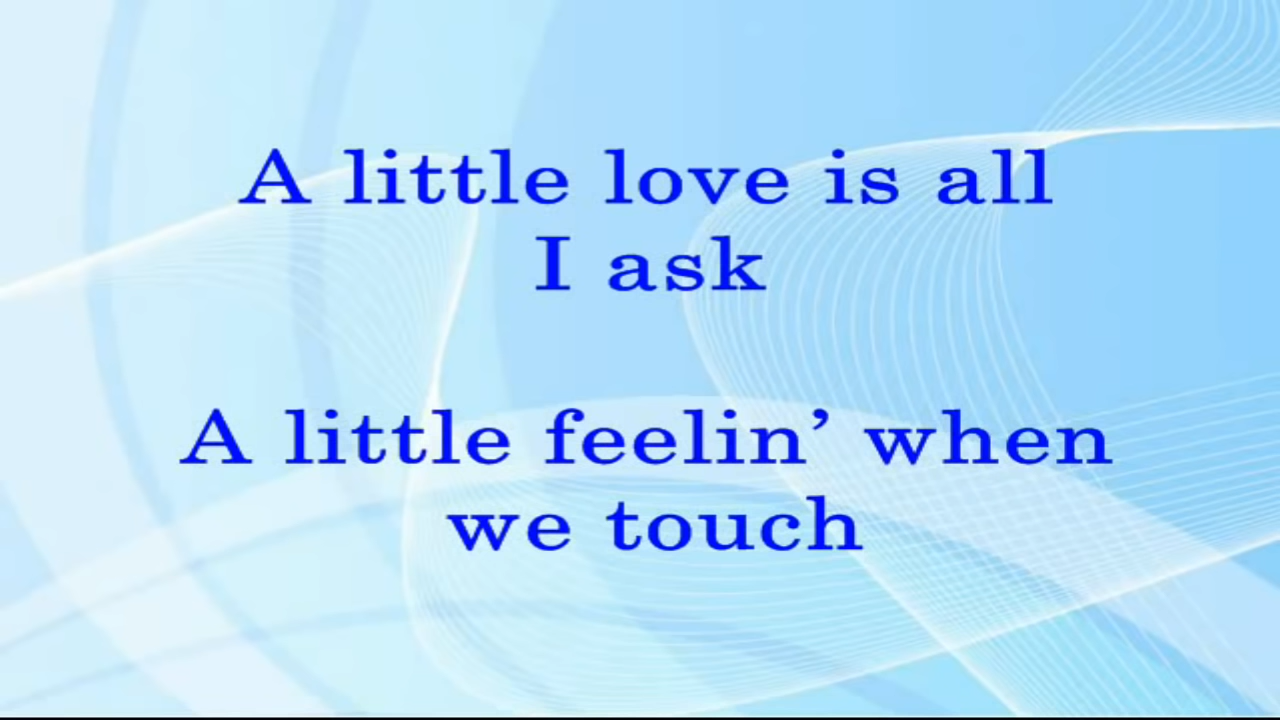 A little love is all
I ask
A little feelin’ when
we touch